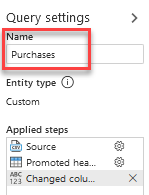 Query settings
Name
Purchases
Entity type
Custom
Applied steps
Source
Promoted hea...
ABC 123 Changed colu...